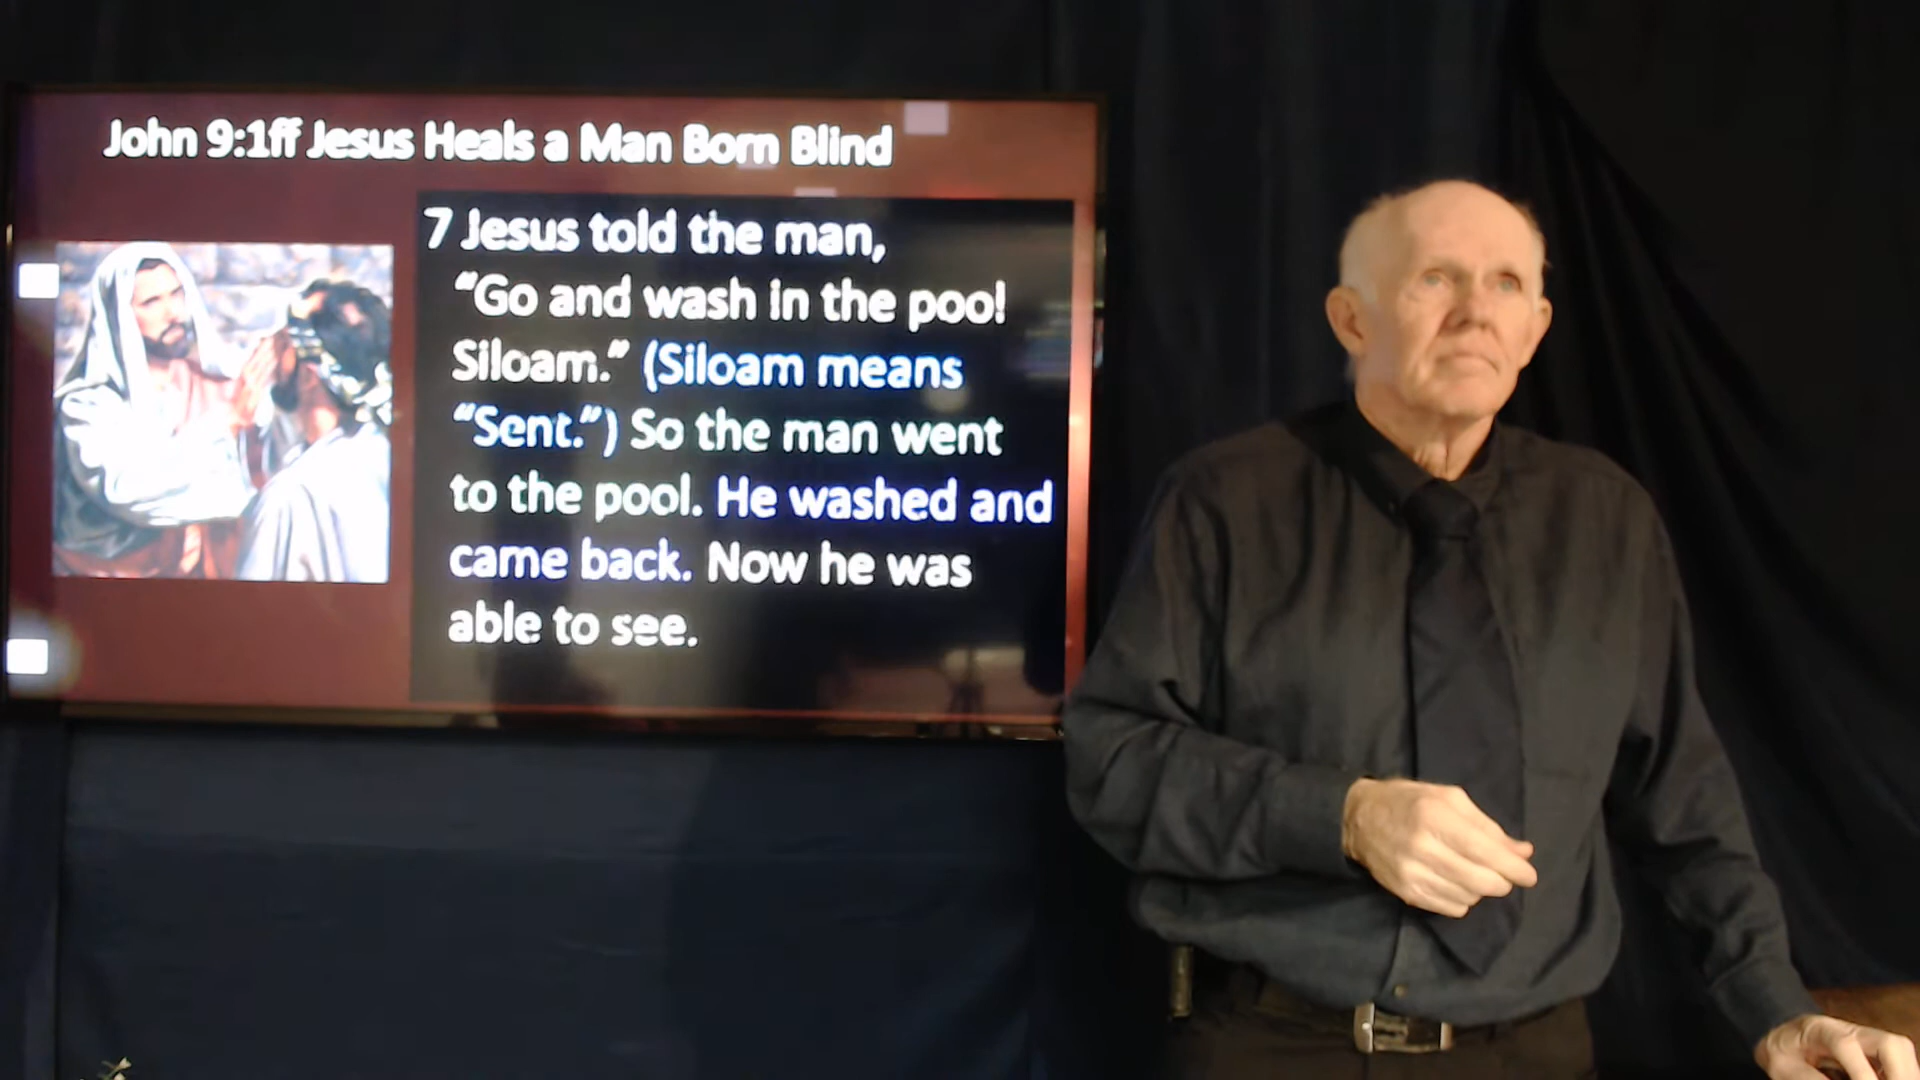 John 9:1ff Jesus Heals a Man Born Blind
7 Jesus told the man,
“Go and wash in the pool
Siloam.” (Siloam means
“Sent.”) So the man went
to the pool. He washed and
came back. Now he was
able to see.